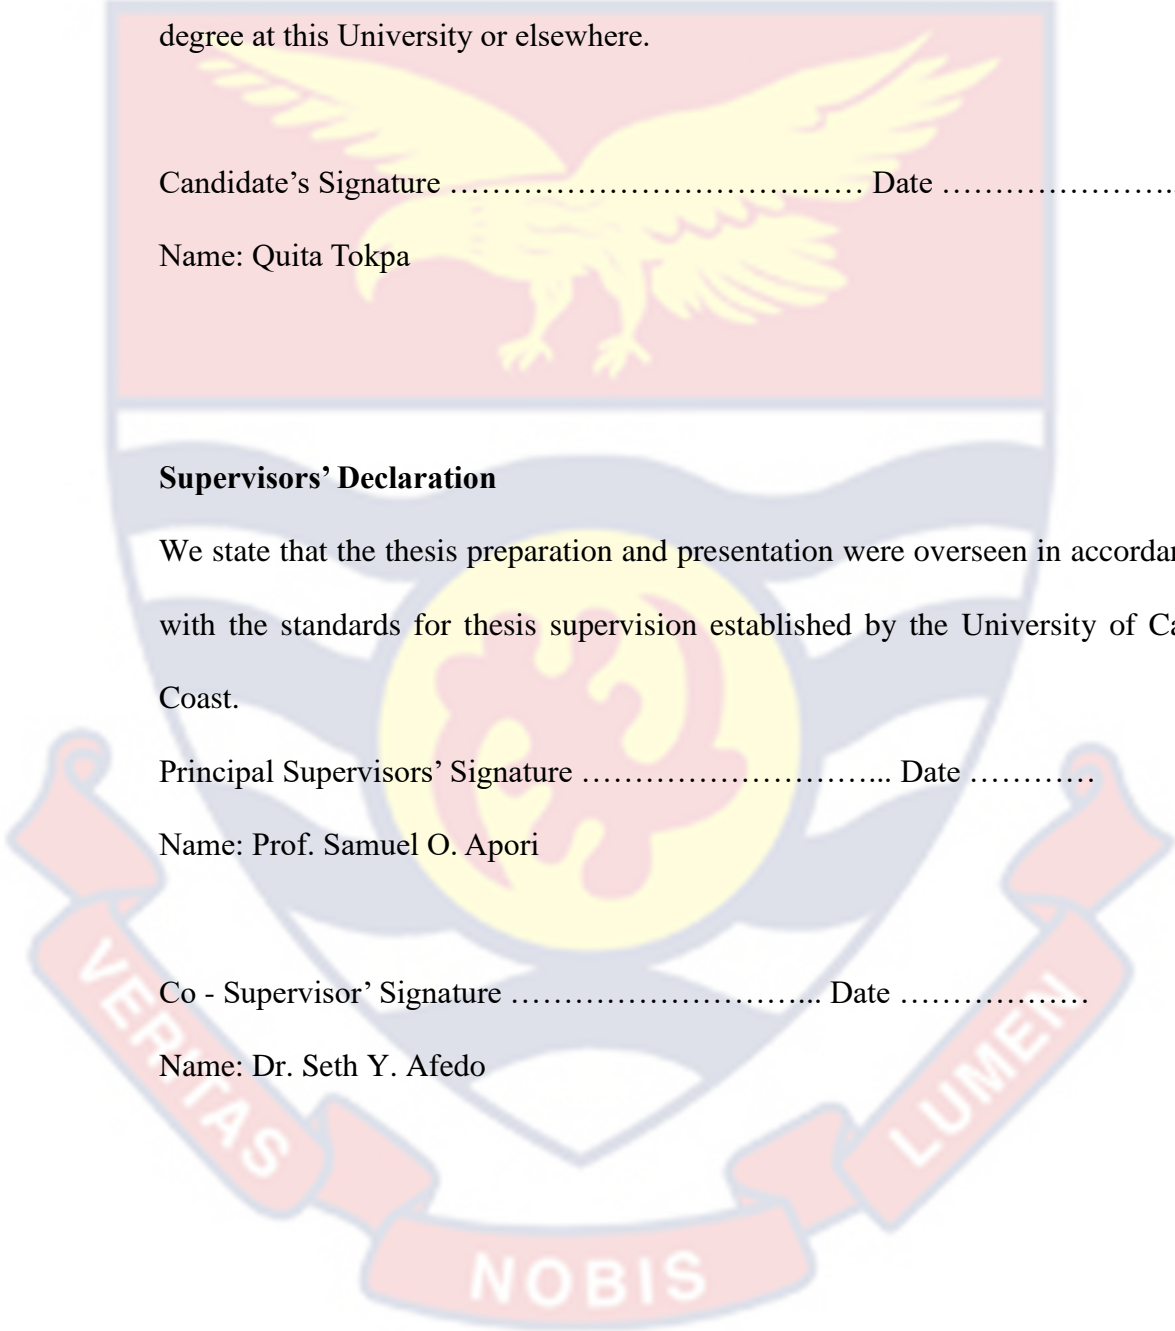 degree at this University or elsewhere.
Candidate’s Signature ………………………………………… Date ……………………..
Name: Quita Tokpa
Supervisors’ Declaration
We state that the thesis preparation and presentation were overseen in
with the standards for thesis supervision established by the University of
Coast.
Principal Supervisors’ Signature ………………………….. Date …………
Name: Prof. Samuel O. Apori
Co - Supervisor’ Signature ………………………….. Date ………………
Name: Dr. Seth Y. Afedo
VERITAS
NOBIS
LUMEN